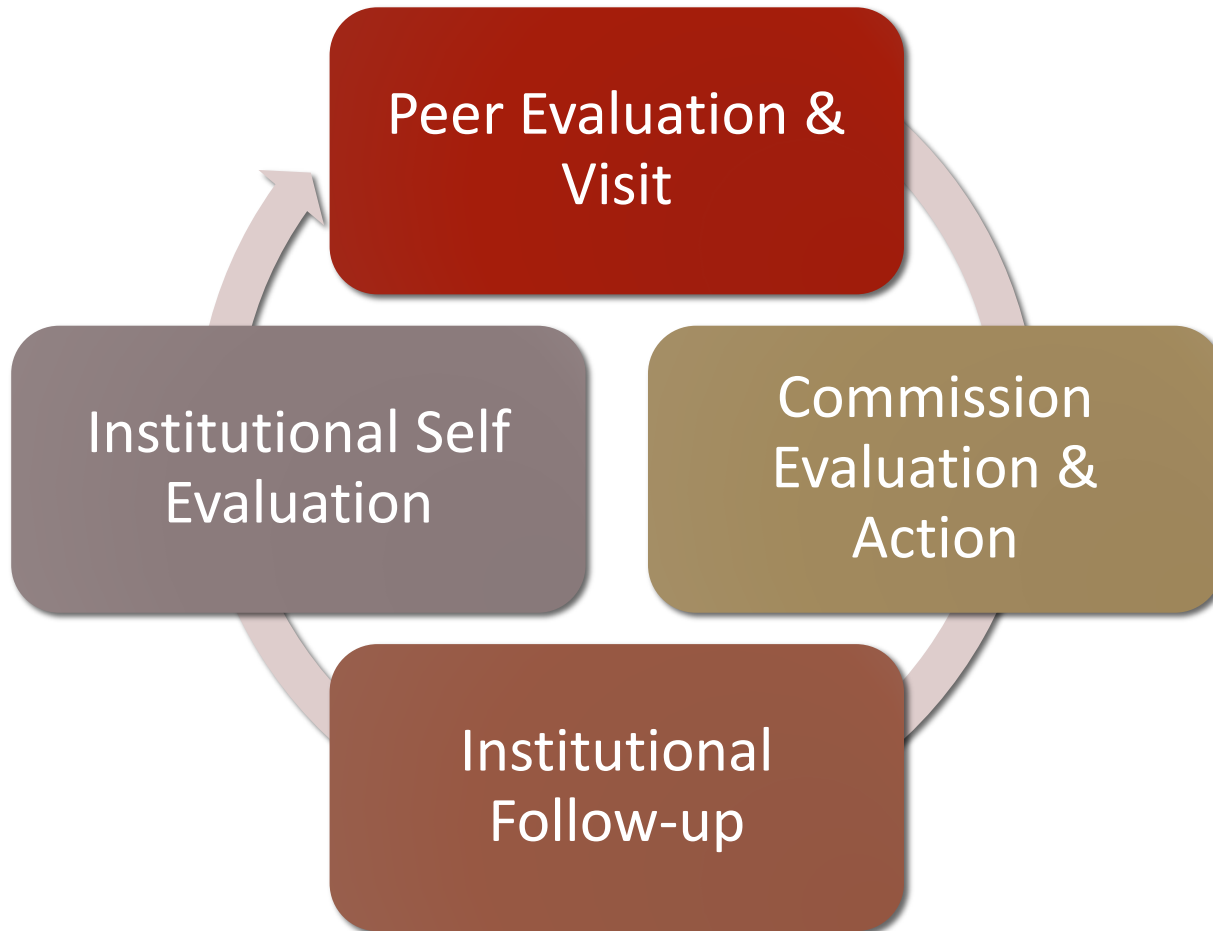 Peer Evaluation &
Visit
Commission
Evaluation &
Action
Institutional
Follow-up
Institutional Self
Evaluation